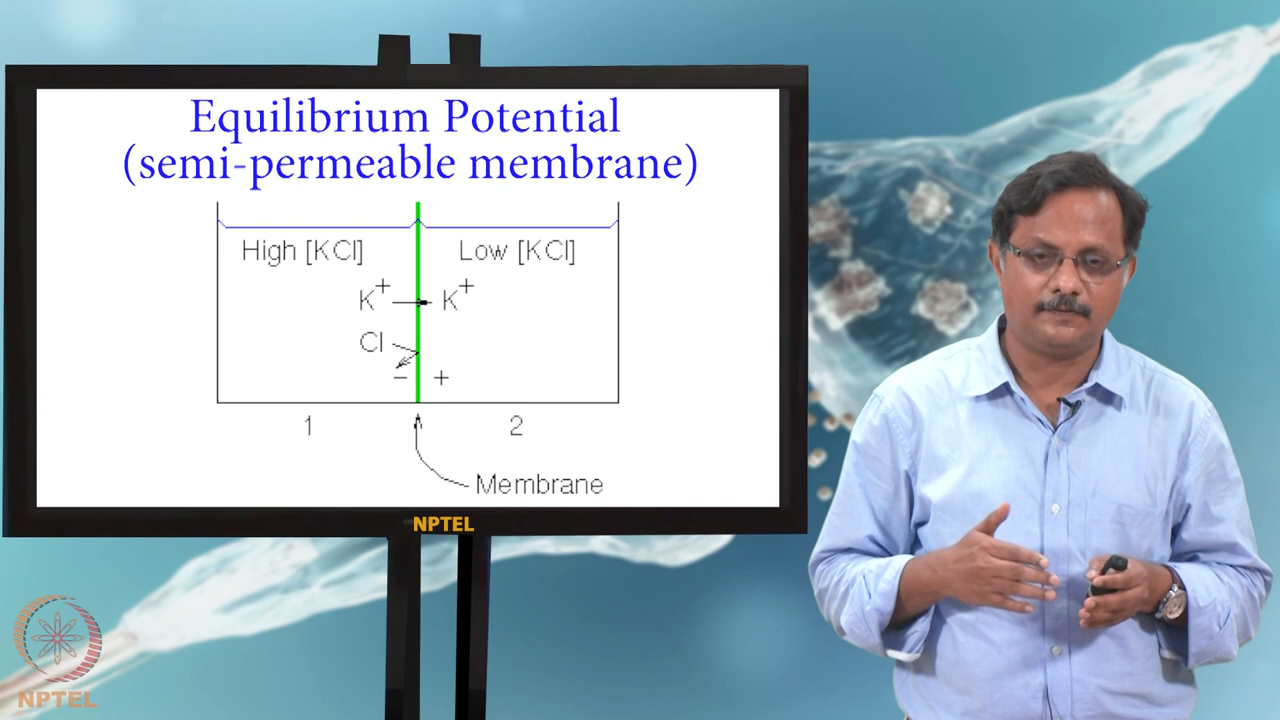 Equilibrium Potential
(semi-permeable membrane)
High [KCl] Low [KCl]
K+ K+
Cl
− +
1 2
Membrane
NPTEL
NPTEL